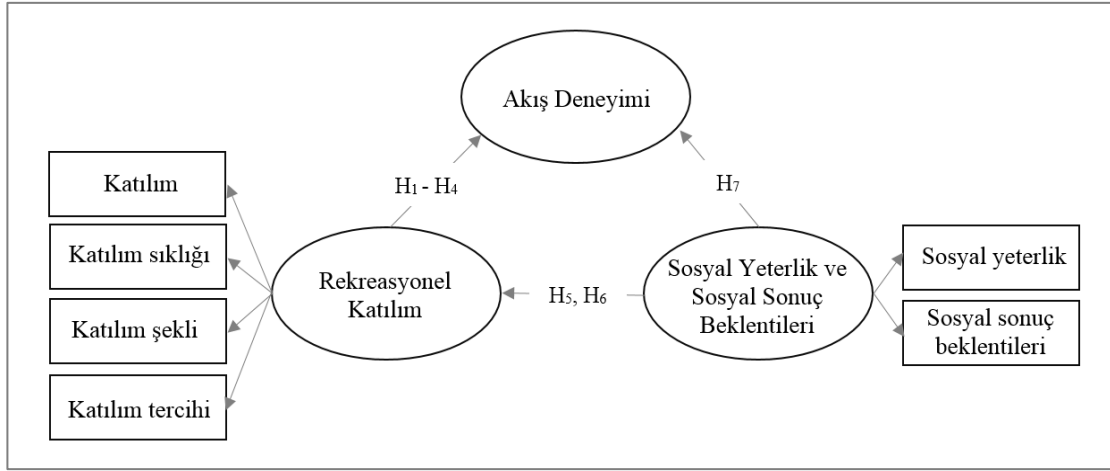 Akış Deneyimi
Katılım
H₁ - H₄
H₇
Katılım sıklığı
Rekreasyonel
Katılım
H₅, H₆
Sosyal Yeterlik ve
Sosyal Sonuç
Beklentileri
Sosyal yeterlik
Katılım şekli
Sosyal sonuç
beklentileri
Katılım tercihi